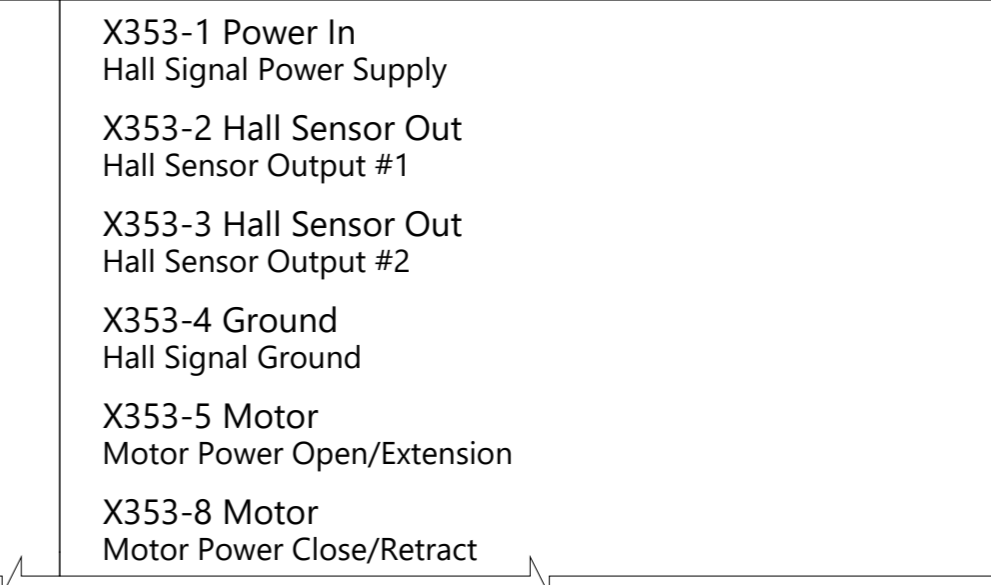 X353-1 Power In
Hall Signal Power Supply
X353-2 Hall Sensor Out
Hall Sensor Output #1
X353-3 Hall Sensor Out
Hall Sensor Output #2
X353-4 Ground
Hall Signal Ground
X353-5 Motor
Motor Power Open/Extension
X353-8 Motor
Motor Power Close/Retract